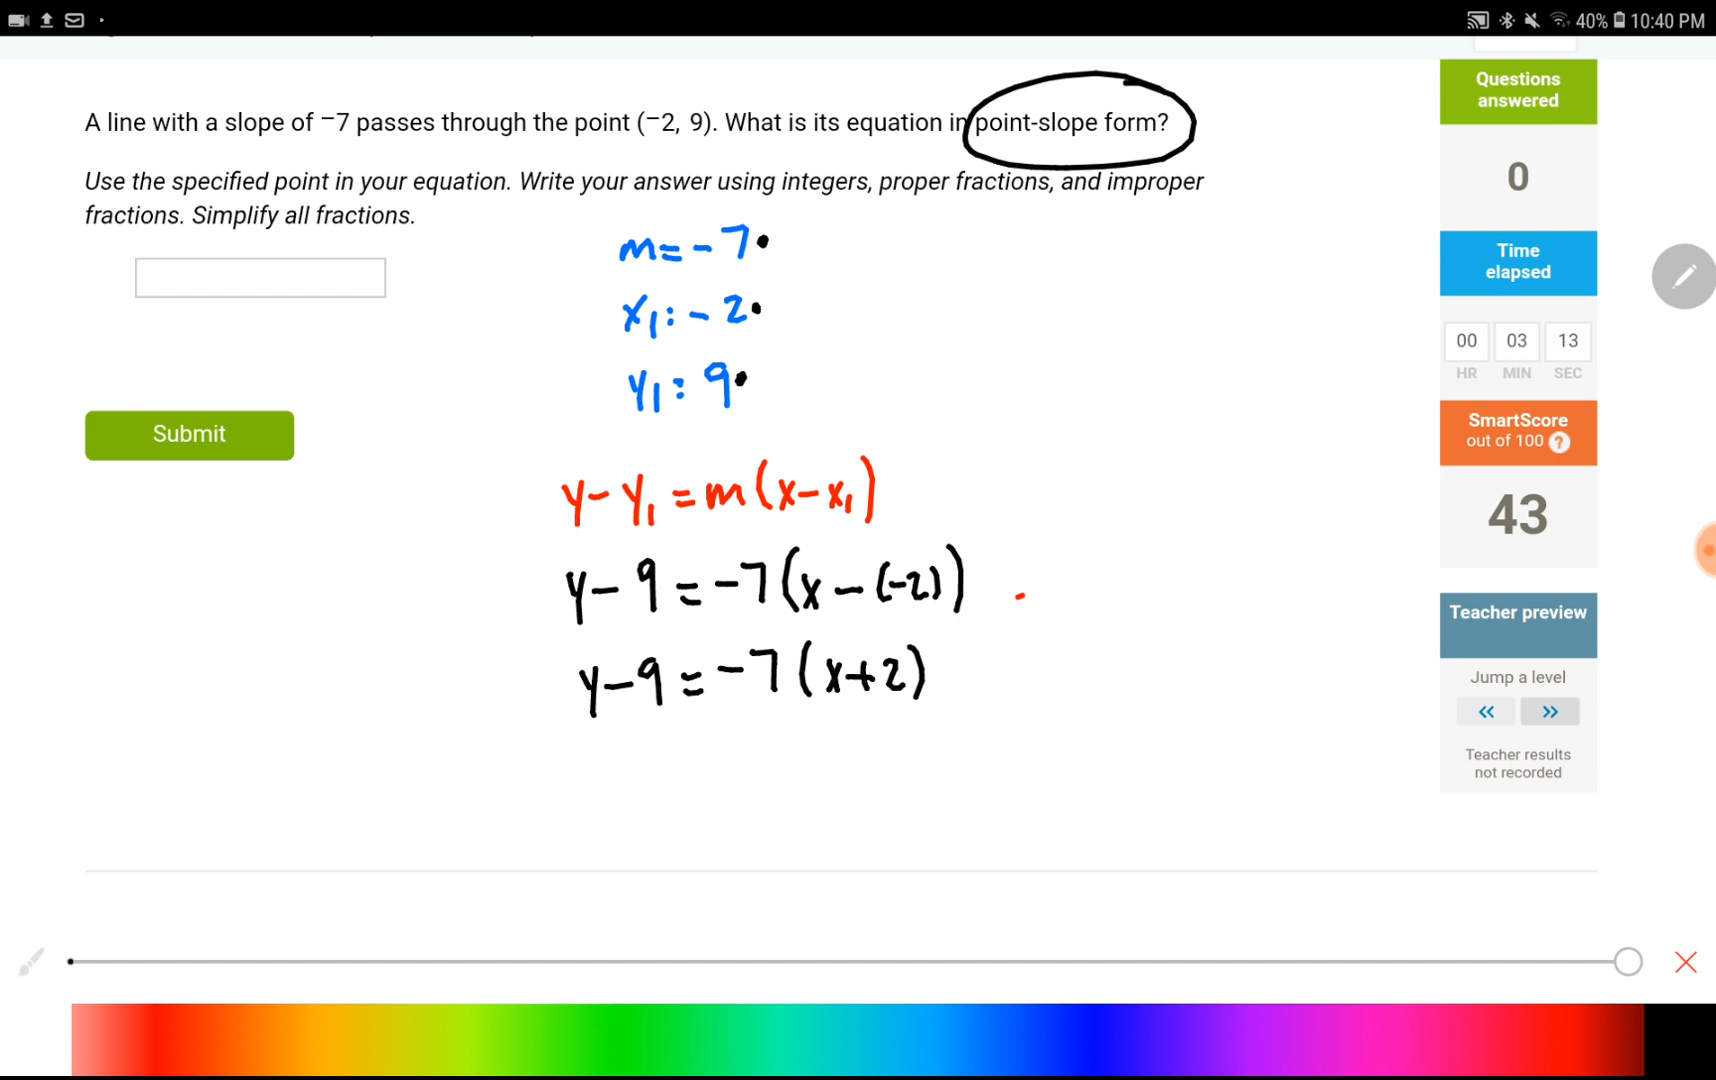 40% 10:40 PM
A line with a slope of ⁻7 passes through the point (⁻2, 9). What is its equation in point-slope form?
Use the specified point in your equation. Write your answer using integers, proper fractions, and improper
fractions. Simplify all fractions.
m = - 7
x₁ : - 2
y₁ : 9
Submit
y - y₁ = m(x - x₁)
y - 9 = -7(x - (-2))
y - 9 = -7(x + 2)
Questions
answered
0
Time
elapsed
00 03 13
HR MIN SEC
SmartScore
out of 100 ?
43
Teacher preview
Jump a level
<< >>
Teacher results
not recorded